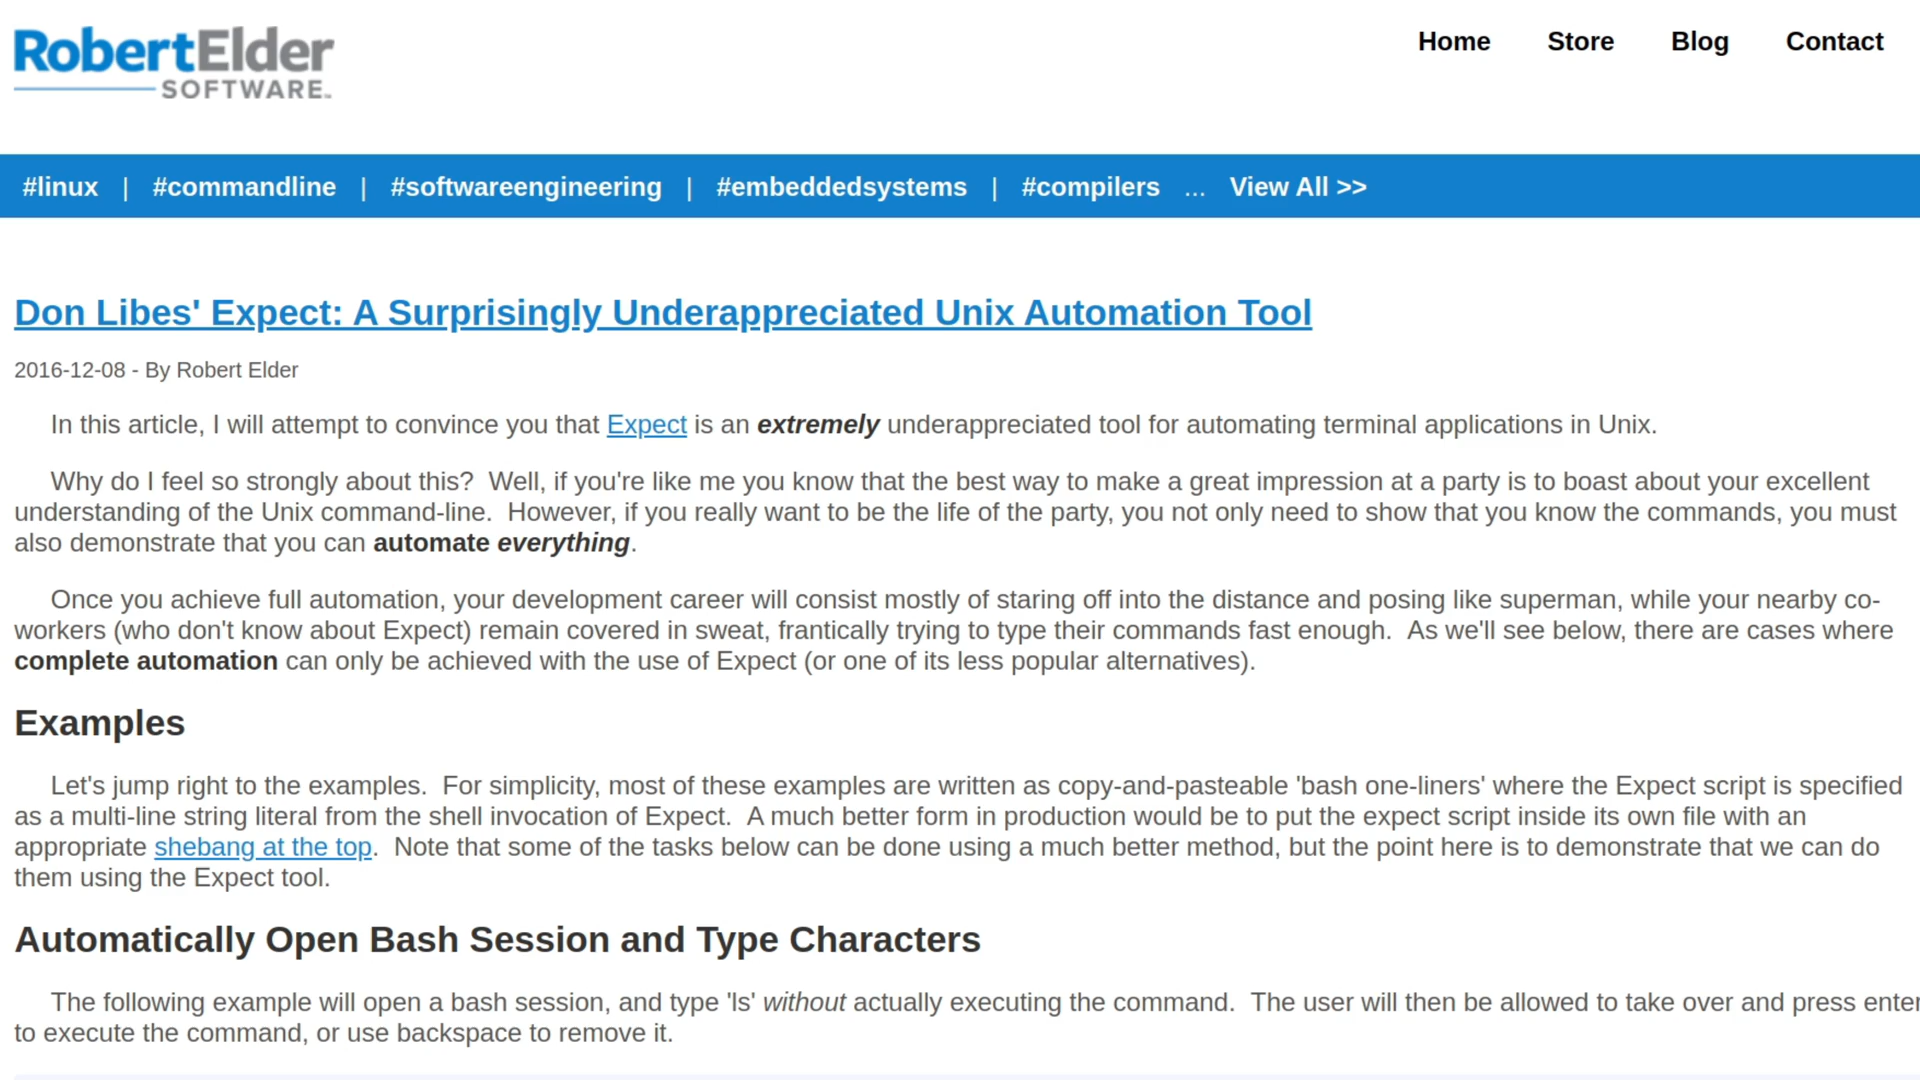 RobertElder
SOFTWARE™
Home Store Blog Contact
#linux | #commandline | #softwareengineering | #embeddedsystems | #compilers ... View All >>
Don Libes' Expect: A Surprisingly Underappreciated Unix Automation Tool
2016-12-08 - By Robert Elder
In this article, I will attempt to convince you that Expect is an extremely underappreciated tool for automating terminal applications in Unix.
Why do I feel so strongly about this?  Well, if you're like me you know that the best way to make a great impression at a party is to boast about your excellent
understanding of the Unix command-line.  However, if you really want to be the life of the party, you not only need to show that you know the commands, you must
also demonstrate that you can automate everything.
Once you achieve full automation, your development career will consist mostly of staring off into the distance and posing like superman, while your nearby co-
workers (who don't know about Expect) remain covered in sweat, frantically trying to type their commands fast enough.  As we'll see below, there are cases where
complete automation can only be achieved with the use of Expect (or one of its less popular alternatives).
Examples
Let's jump right to the examples.  For simplicity, most of these examples are written as copy-and-pasteable 'bash one-liners' where the Expect script is specified
as a multi-line string literal from the shell invocation of Expect.  A much better form in production would be to put the expect script inside its own file with an
appropriate shebang at the top.  Note that some of the tasks below can be done using a much better method, but the point here is to demonstrate that we can do
them using the Expect tool.
Automatically Open Bash Session and Type Characters
The following example will open a bash session, and type 'ls' without actually executing the command.  The user will then be allowed to take over and press enter
to execute the command, or use backspace to remove it.